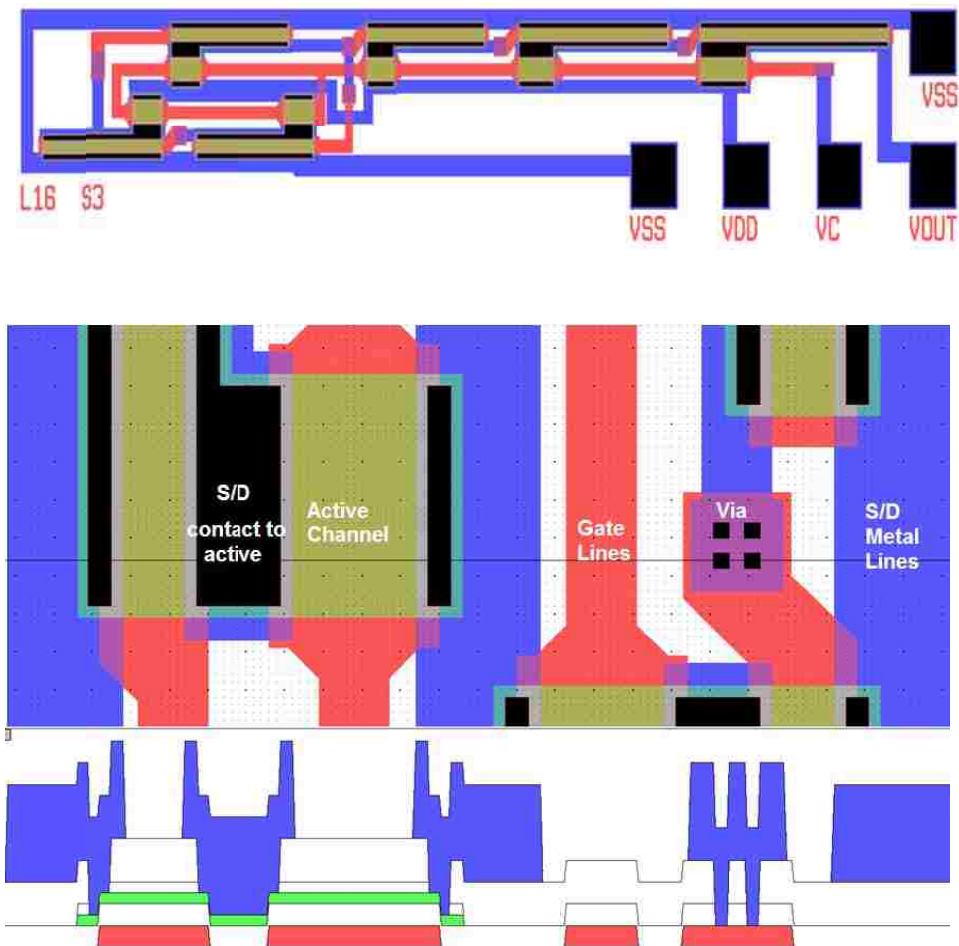 VSS
L16 S3
VSS VDD VC VOUT
S/D
contact to
active
Active
Channel
Gate
Lines
Via
S/D
Metal
Lines